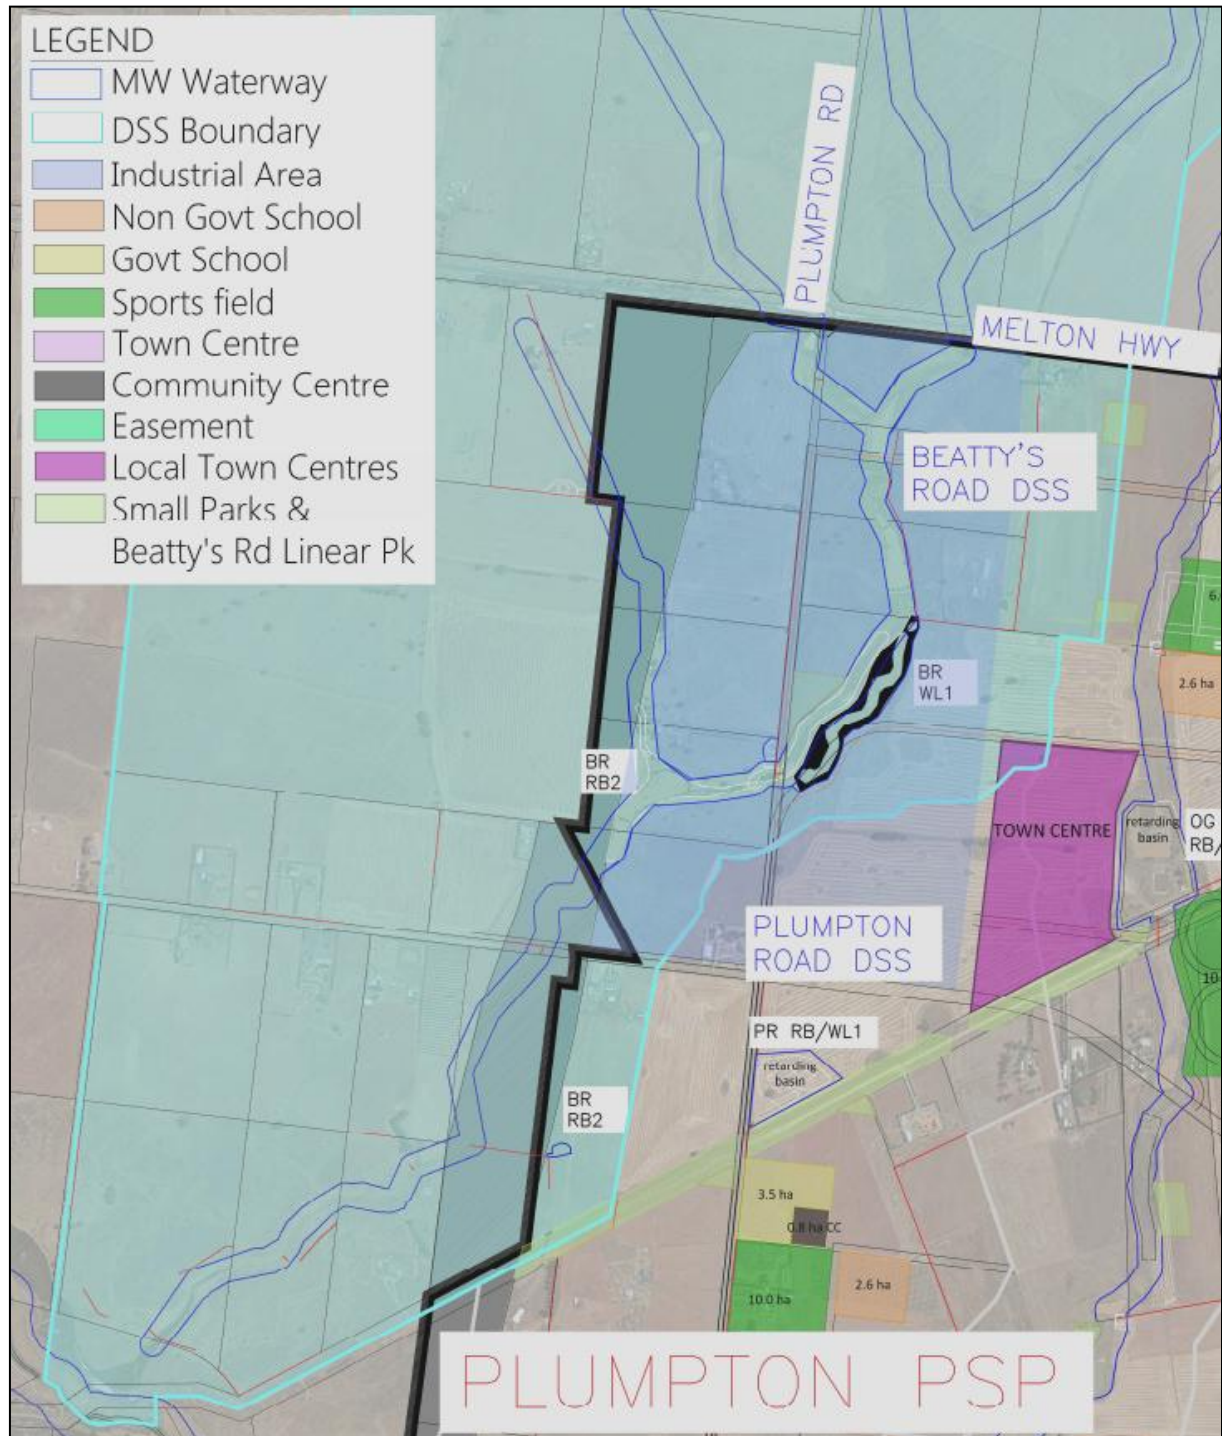 LEGEND
MW Waterway
DSS Boundary
Industrial Area
Non Govt School
Govt School
Sports field
Town Centre
Community Centre
Easement
Local Town Centres
Small Parks &
Beatty's Rd Linear Pk
PLUMPTON RD
MELTON HWY
BEATTY'S
ROAD DSS
6.
2.6 ha
BR
WL1
BR
RB2
TOWN CENTRE
retarding
basin
OG
RB/
PLUMPTON
ROAD DSS
10
PR RB/WL1
retarding
basin
BR
RB2
3.5 ha
0.8 ha CC
10.0 ha
2.6 ha
PLUMPTON PSP